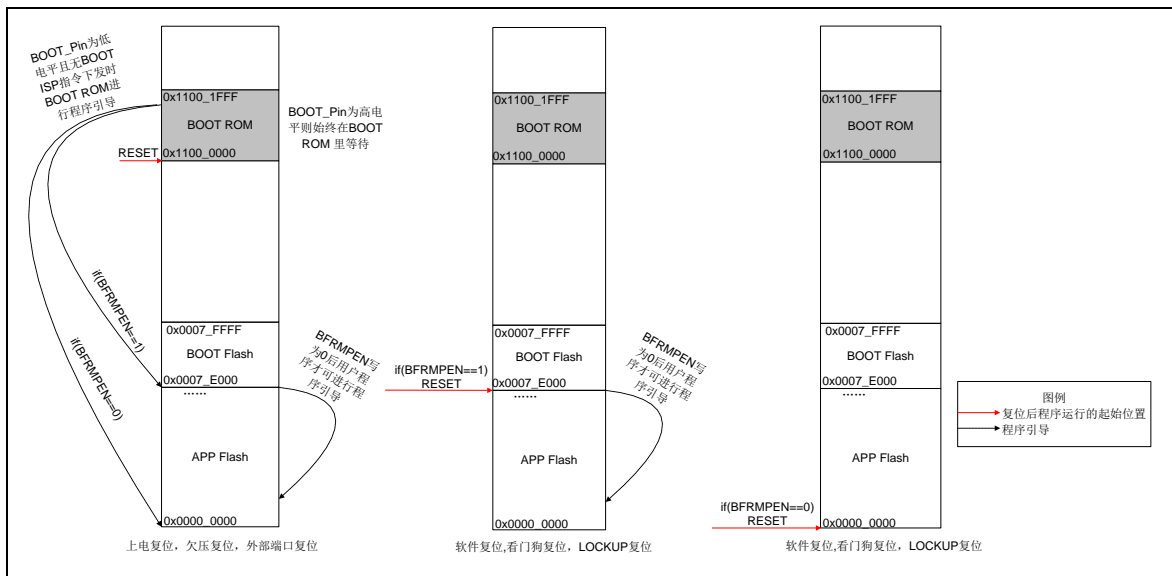 BOOT_Pin为低
电平且无BOOT
ISP指令下发时
BOOT ROM进
行程序引导
0x1100_1FFF
BOOT ROM
0x1100_0000
RESET
BOOT_Pin为高电
平则始终在BOOT
ROM 里等待
if(BFRMPEN==1)
if(BFRMPEN==0)
0x0007_FFFF
BOOT Flash
0x0007_E000
......
APP Flash
0x0000_0000
BFRMPEN写
为0后用户程
序才可进行程
序引导
上电复位，欠压复位，外部端口复位
0x1100_1FFF
BOOT ROM
0x1100_0000
0x0007_FFFF
BOOT Flash
0x0007_E000
......
if(BFRMPEN==1)
RESET
APP Flash
0x0000_0000
BFRMPEN写
为0后用户程
序才可进行程
序引导
软件复位,看门狗复位，LOCKUP复位
0x1100_1FFF
BOOT ROM
0x1100_0000
0x0007_FFFF
BOOT Flash
0x0007_E000
......
APP Flash
if(BFRMPEN==0)
RESET
0x0000_0000
软件复位,看门狗复位，LOCKUP复位
图例
复位后程序运行的起始位置
程序引导